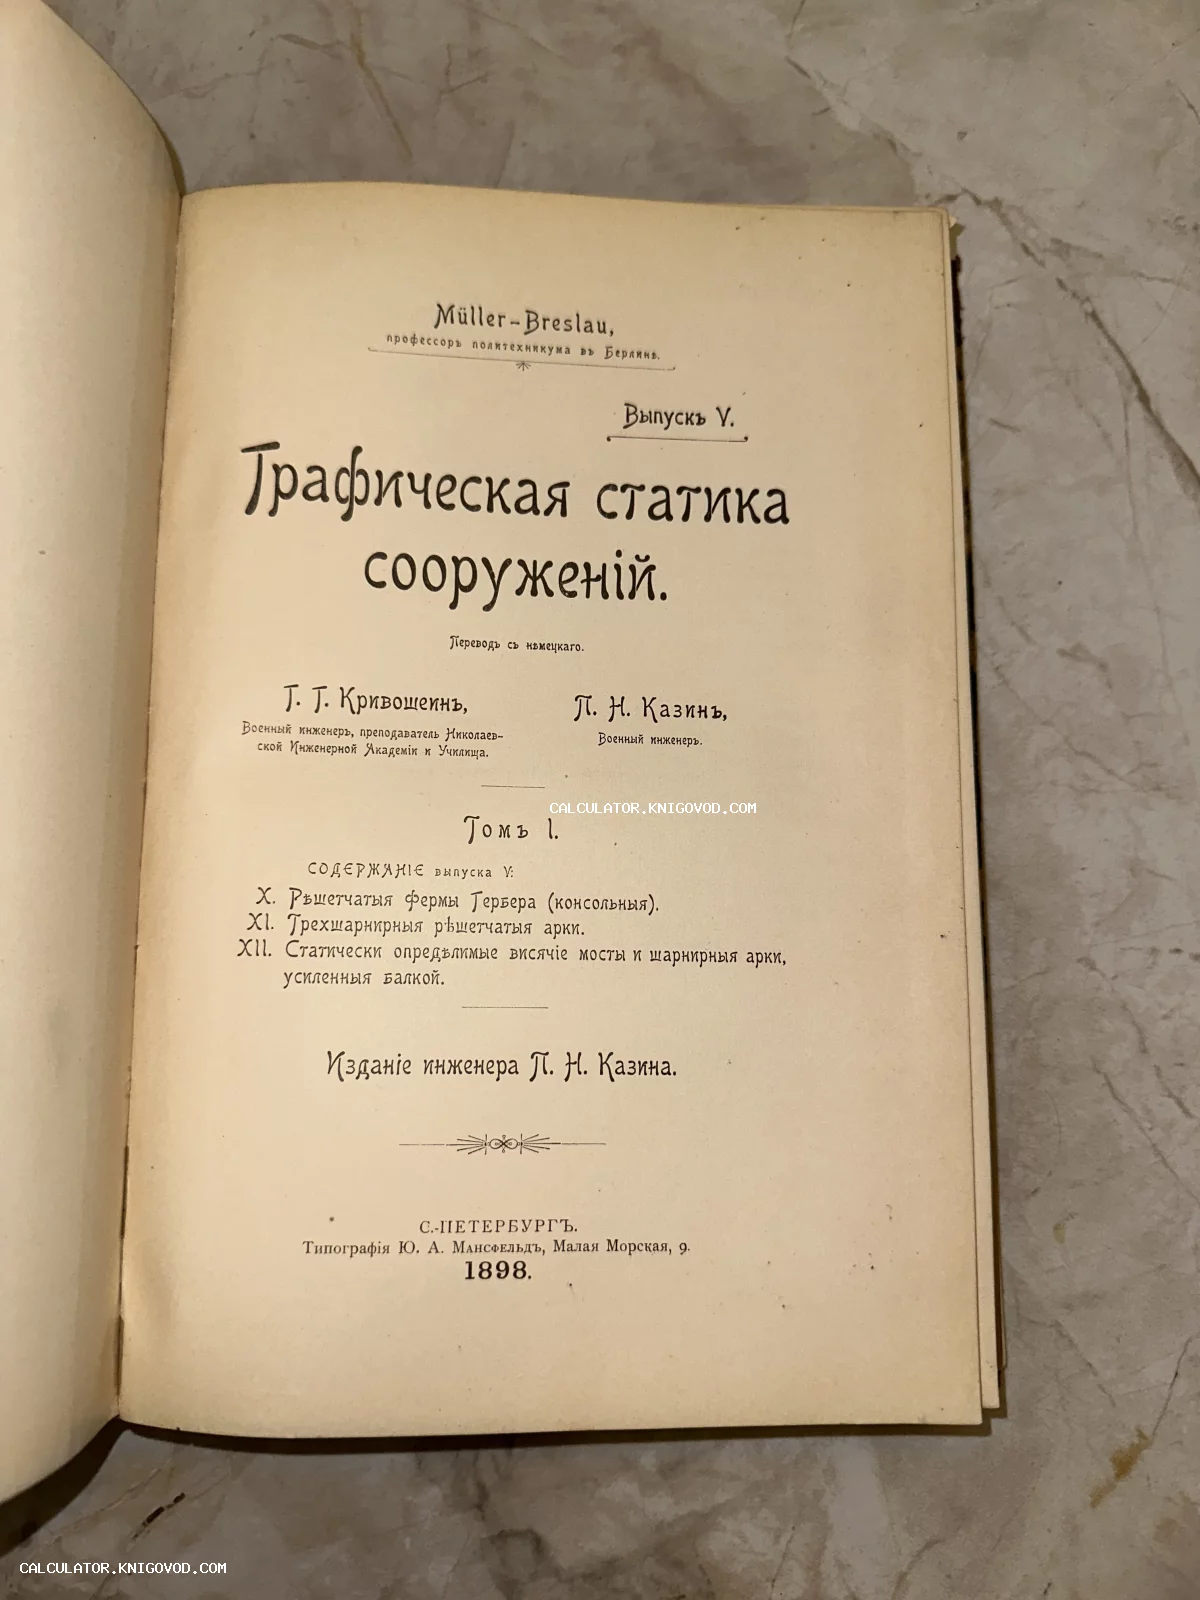 Müller-Breslau,
профессоръ политехникума въ Берлинѣ.
Выпускъ V.
Графическая статика
сооруженій.
Переводъ съ нѣмецкаго.
Г. Г. Кривошеинъ,
Военный инженеръ, преподаватель Николаев-
ской Инженерной Академіи и Училища.
П. Н. Казинъ,
Военный инженеръ.
CALCULATOR.KNIGOVOD.COM
Томъ I.
СОДЕРЖАНІЕ выпуска V:
X. Рѣшетчатыя фермы Гербера (консольныя).
XI. Трехшарнирныя рѣшетчатыя арки.
XII. Статически опредѣлимые висячіе мосты и шарнирныя арки,
усиленныя балкой.
Изданіе инженера П. Н. Казина.
С.-ПЕТЕРБУРГЪ.
Типографія Ю. А. Мансфельдъ, Малая Морская, 9.
1898.
CALCULATOR.KNIGOVOD.COM